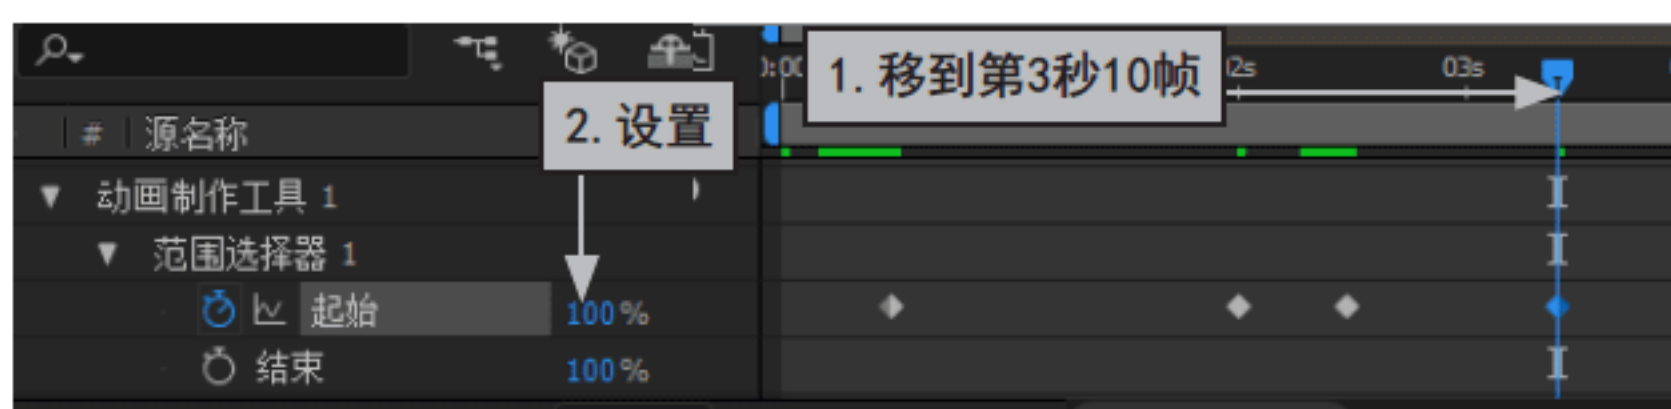 1. 移到第3秒10帧
2s
03s
2. 设置
# 源名称
动画制作工具 1
范围选择器 1
起始 100%
结束 100%